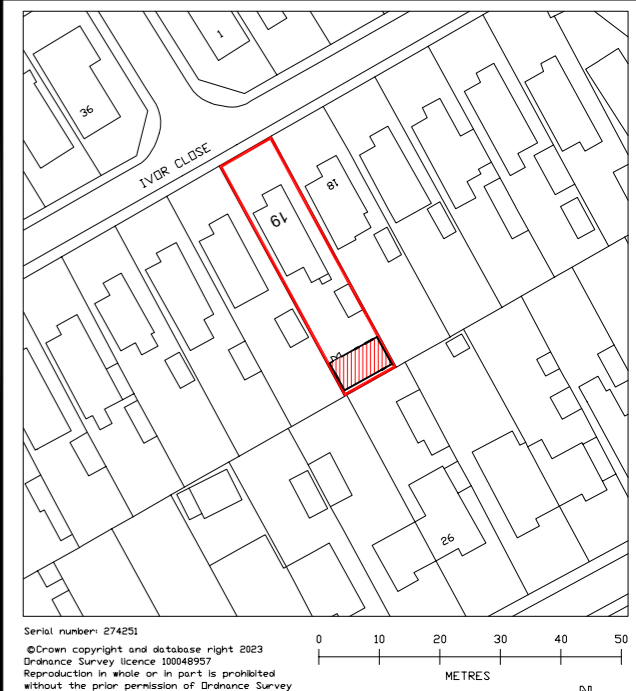 1
36
IVOR CLOSE
18
19
26
Serial number: 274251
©Crown copyright and database right 2023
Ordnance Survey licence 100048957
Reproduction in whole or in part is prohibited
without the prior permission of Ordnance Survey
0 10 20 30 40 50
METRES